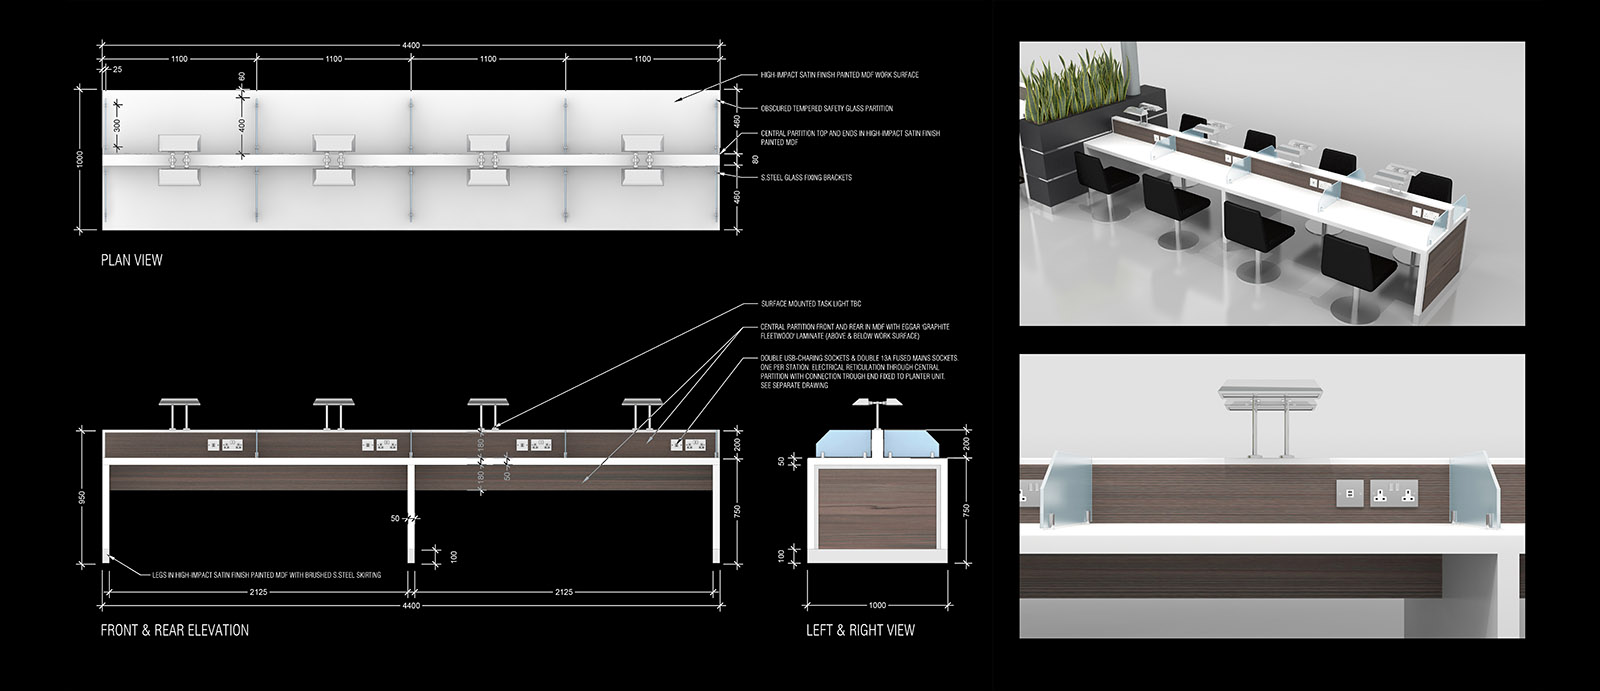 4400
1100
1100
1100
1100
25
60
300
400
1000
460
80
460
HIGH-IMPACT SATIN FINISH PAINTED MDF WORK SURFACE
OBSCURED TEMPERED SAFETY GLASS PARTITION
CENTRAL PARTITION TOP AND ENDS IN HIGH-IMPACT SATIN FINISH
PAINTED MDF
S.STEEL GLASS FIXING BRACKETS
PLAN VIEW
SURFACE MOUNTED TASK LIGHT TBC
CENTRAL PARTITION FRONT AND REAR IN MDF WITH EGGAR 'GRAPHITE
FLEETWOOD' LAMINATE (ABOVE & BELOW WORK SURFACE)
DOUBLE USB-CHARING SOCKETS & DOUBLE 13A FUSED MAINS SOCKETS.
ONE PER STATION. ELECTRICAL RETICULATION THROUGH CENTRAL
PARTITION WITH CONNECTION TROUGH END FIXED TO PLANTER UNIT.
SEE SEPARATE DRAWING
950
180
180
50
50
100
200
750
LEGS IN HIGH-IMPACT SATIN FINISH PAINTED MDF WITH BRUSHED S.STEEL SKIRTING
2125
2125
4400
FRONT & REAR ELEVATION
50
100
200
750
1000
LEFT & RIGHT VIEW